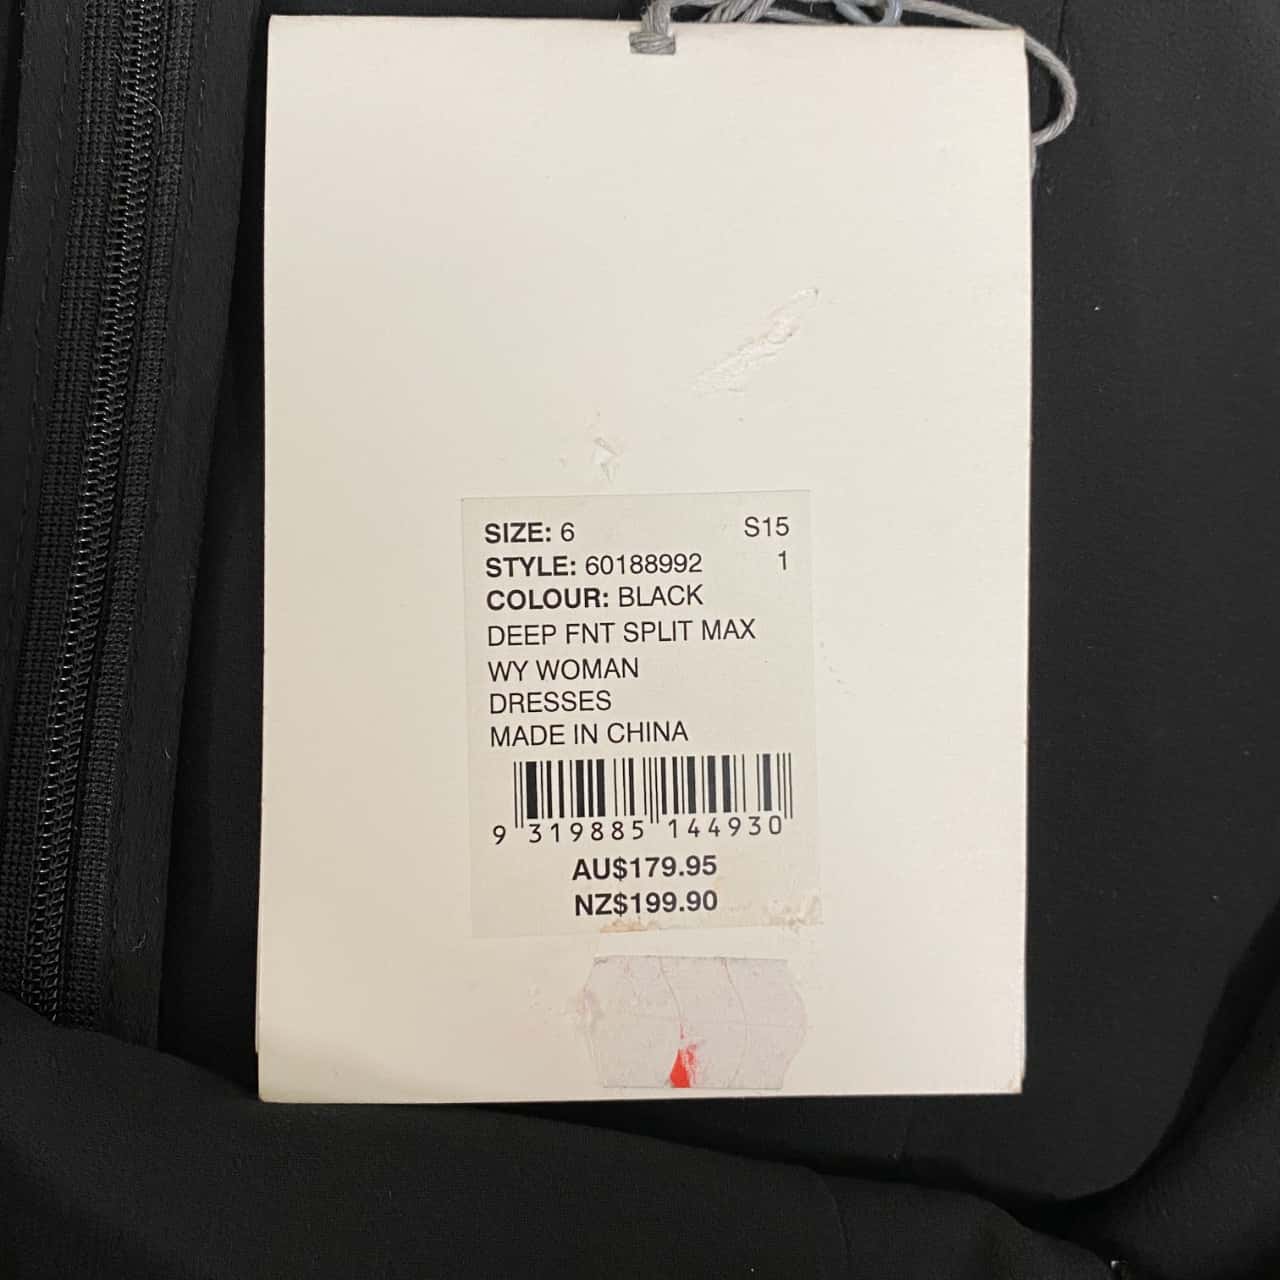 SIZE: 6 S15
STYLE: 60188992 1
COLOUR: BLACK
DEEP FNT SPLIT MAX
WY WOMAN
DRESSES
MADE IN CHINA
9 319885 144930
AU$179.95
NZ$199.90